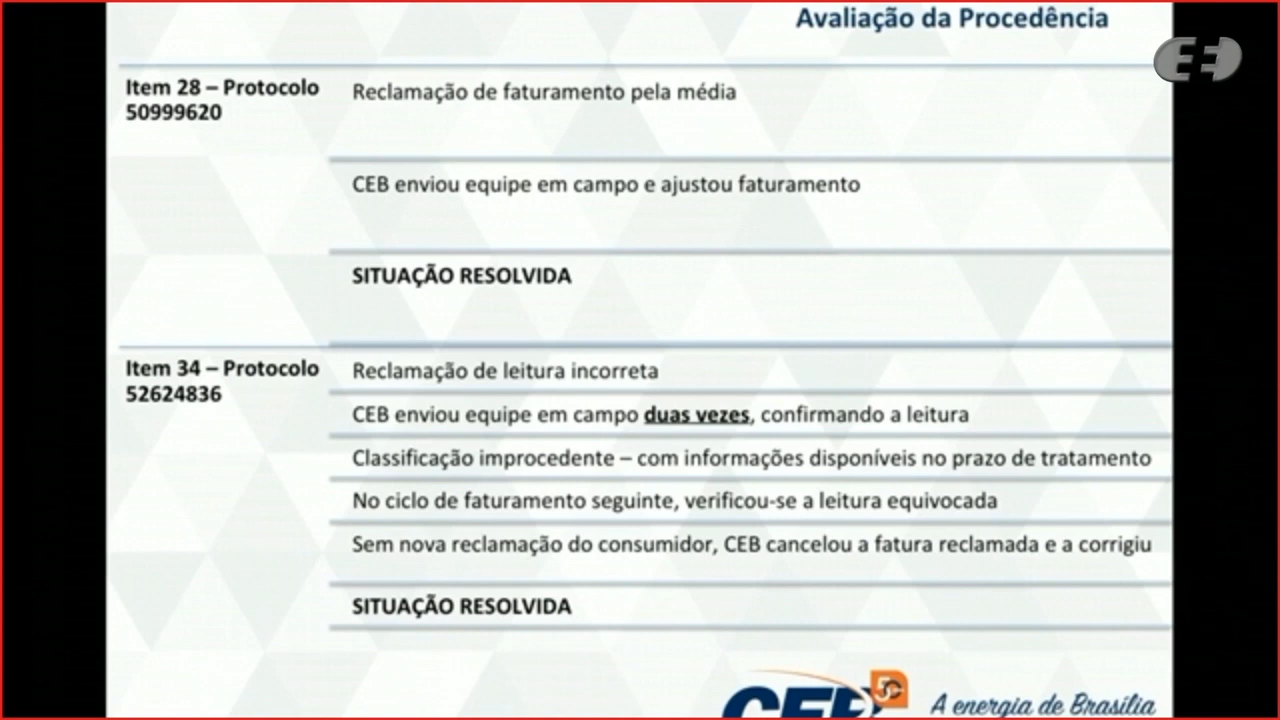 Avaliação da Procedência
Item 28 – Protocolo
50999620
Reclamação de faturamento pela média
CEB enviou equipe em campo e ajustou faturamento
SITUAÇÃO RESOLVIDA
Item 34 – Protocolo
52624836
Reclamação de leitura incorreta
CEB enviou equipe em campo duas vezes, confirmando a leitura
Classificação improcedente – com informações disponíveis no prazo de tratamento
No ciclo de faturamento seguinte, verificou-se a leitura equivocada
Sem nova reclamação do consumidor, CEB cancelou a fatura reclamada e a corrigiu
SITUAÇÃO RESOLVIDA
CEB
A energia de Brasília